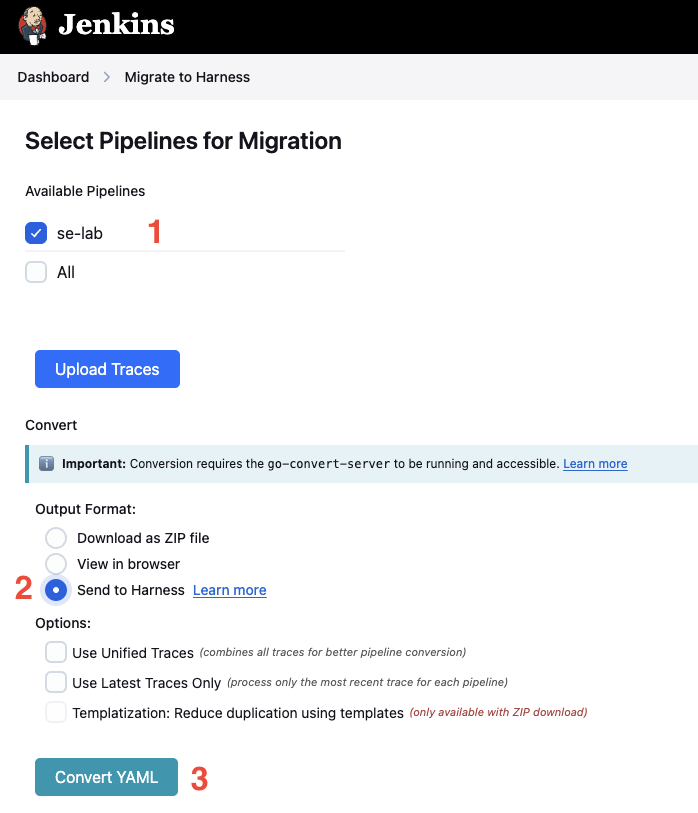 Jenkins
Dashboard > Migrate to Harness
Select Pipelines for Migration
Available Pipelines
se-lab 1
All
Upload Traces
Convert
Important: Conversion requires the go-convert-server to be running and accessible. Learn more
Output Format:
Download as ZIP file
View in browser
2 Send to Harness Learn more
Options:
Use Unified Traces (combines all traces for better pipeline conversion)
Use Latest Traces Only (process only the most recent trace for each pipeline)
Templatization: Reduce duplication using templates (only available with ZIP download)
Convert YAML 3